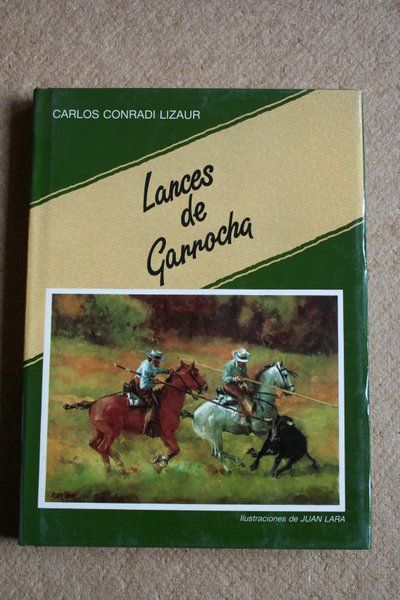 CARLOS CONRADI LIZAUR
Lances
de
Garrocha
Ilustraciones de JUAN LARA